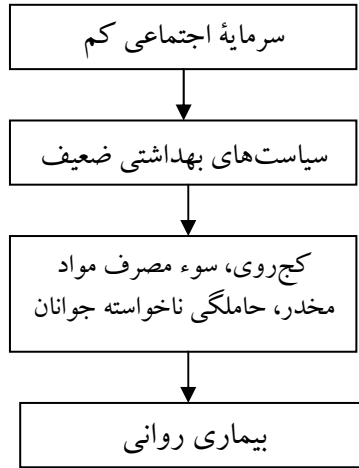 سرمایهٔ اجتماعی کم
سیاست‌های بهداشتی ضعیف
کج‌روی، سوء مصرف مواد
مخدر، حاملگی ناخواسته جوانان
بیماری روانی